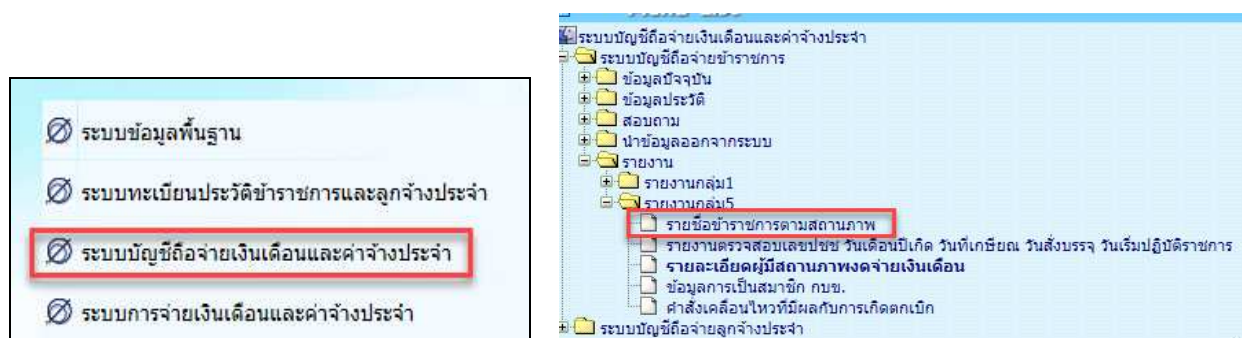 ระบบข้อมูลพื้นฐาน
ระบบทะเบียนประวัติข้าราชการและลูกจ้างประจำ
ระบบบัญชีถือจ่ายเงินเดือนและค่าจ้างประจำ
ระบบการจ่ายเงินเดือนและค่าจ้างประจำ
ระบบบัญชีถือจ่ายเงินเดือนและค่าจ้างประจำ
ระบบบัญชีถือจ่ายข้าราชการ
ข้อมูลปัจจุบัน
ข้อมูลประวัติ
สอบถาม
นำข้อมูลออกจากระบบ
รายงาน
รายงานกลุ่ม1
รายงานกลุ่ม5
รายชื่อข้าราชการตามสถานภาพ
รายงานตรวจสอบเลขปชช วันเดือนปีเกิด วันที่เกษียณ วันสั่งบรรจุ วันเริ่มปฏิบัติราชการ
รายละเอียดผู้มีสถานภาพงดจ่ายเงินเดือน
ข้อมูลการเป็นสมาชิก กบข.
คำสั่งเคลื่อนไหวที่มีผลกับการเกิดตกเบิก
ระบบบัญชีถือจ่ายลูกจ้างประจำ